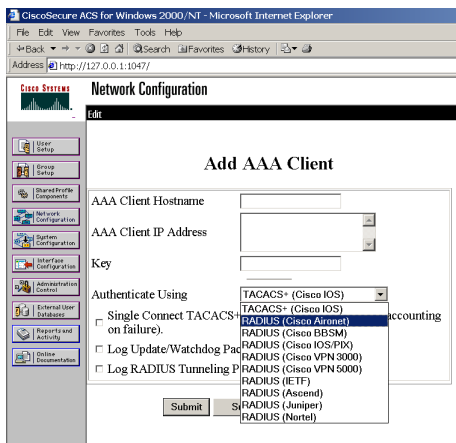 CiscoSecure ACS for Windows 2000/NT - Microsoft Internet Explorer
File Edit View Favorites Tools Help
Back Search Favorites History
Address http://127.0.0.1:1047/
CISCO SYSTEMS
Network Configuration
Edit
User Setup
Group Setup
Shared Profile Components
Network Configuration
System Configuration
Interface Configuration
Administration Control
External User Databases
Reports and Activity
Online Documentation
Add AAA Client
AAA Client Hostname
AAA Client IP Address
Key
Authenticate Using TACACS+ (Cisco IOS)
TACACS+ (Cisco IOS)
RADIUS (Cisco Aironet)
RADIUS (Cisco BBSM)
RADIUS (Cisco IOS/PIX)
RADIUS (Cisco VPN 3000)
RADIUS (Cisco VPN 5000)
RADIUS (IETF)
RADIUS (Ascend)
RADIUS (Juniper)
RADIUS (Nortel)
Single Connect TACACS+ accounting
on failure).
Log Update/Watchdog Pac
Log RADIUS Tunneling P
Submit S